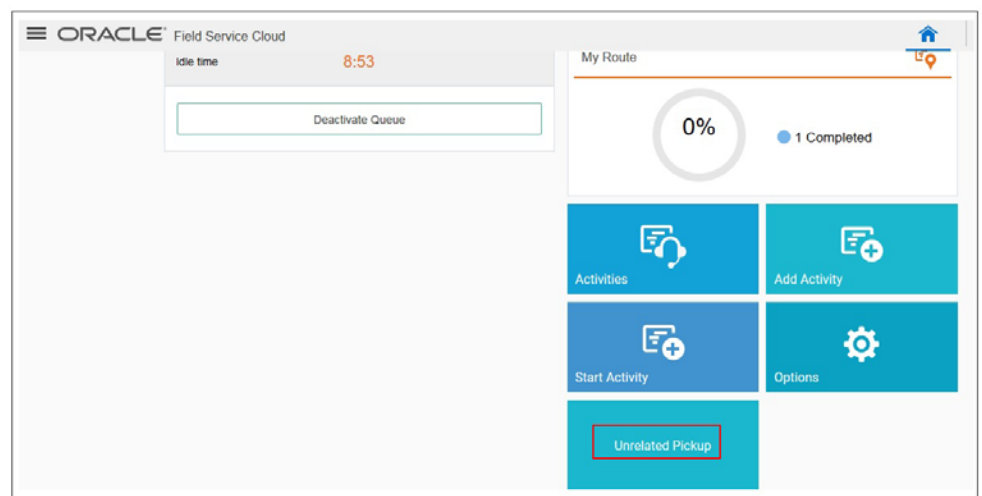 ORACLE Field Service Cloud
Idle time 8:53
Deactivate Queue
My Route
0%
1 Completed
Activities
Add Activity
Start Activity
Options
Unrelated Pickup